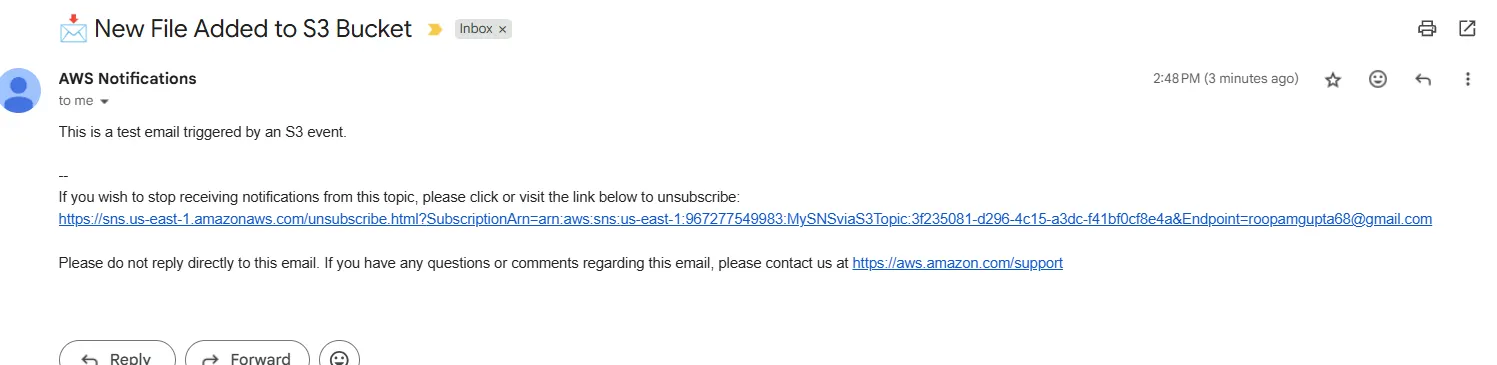 📩 New File Added to S3 Bucket Inbox ×
AWS Notifications 2:48 PM (3 minutes ago)
to me
This is a test email triggered by an S3 event.
--
If you wish to stop receiving notifications from this topic, please click or visit the link below to unsubscribe:
https://sns.us-east-1.amazonaws.com/unsubscribe.html?SubscriptionArn=arn:aws:sns:us-east-1:967277549983:MySNSviaS3Topic:3f235081-d296-4c15-a3dc-f41bf0cf8e4a&Endpoint=roopamgupta68@gmail.com
Please do not reply directly to this email. If you have any questions or comments regarding this email, please contact us at https://aws.amazon.com/support
Reply Forward